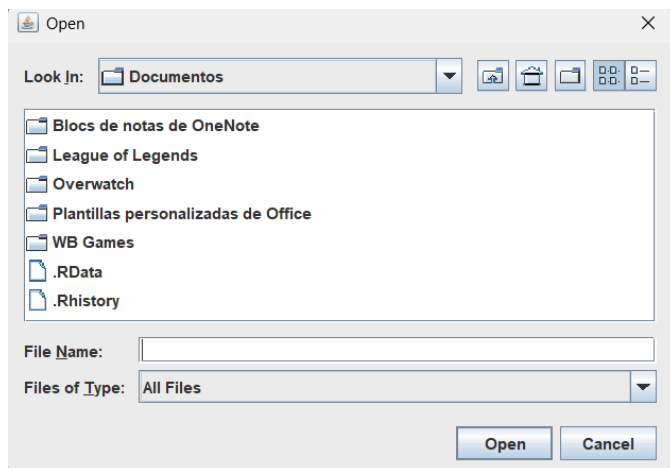 Open
Look In: Documentos
Blocs de notas de OneNote
League of Legends
Overwatch
Plantillas personalizadas de Office
WB Games
.RData
.Rhistory
File Name:
Files of Type: All Files
Open Cancel